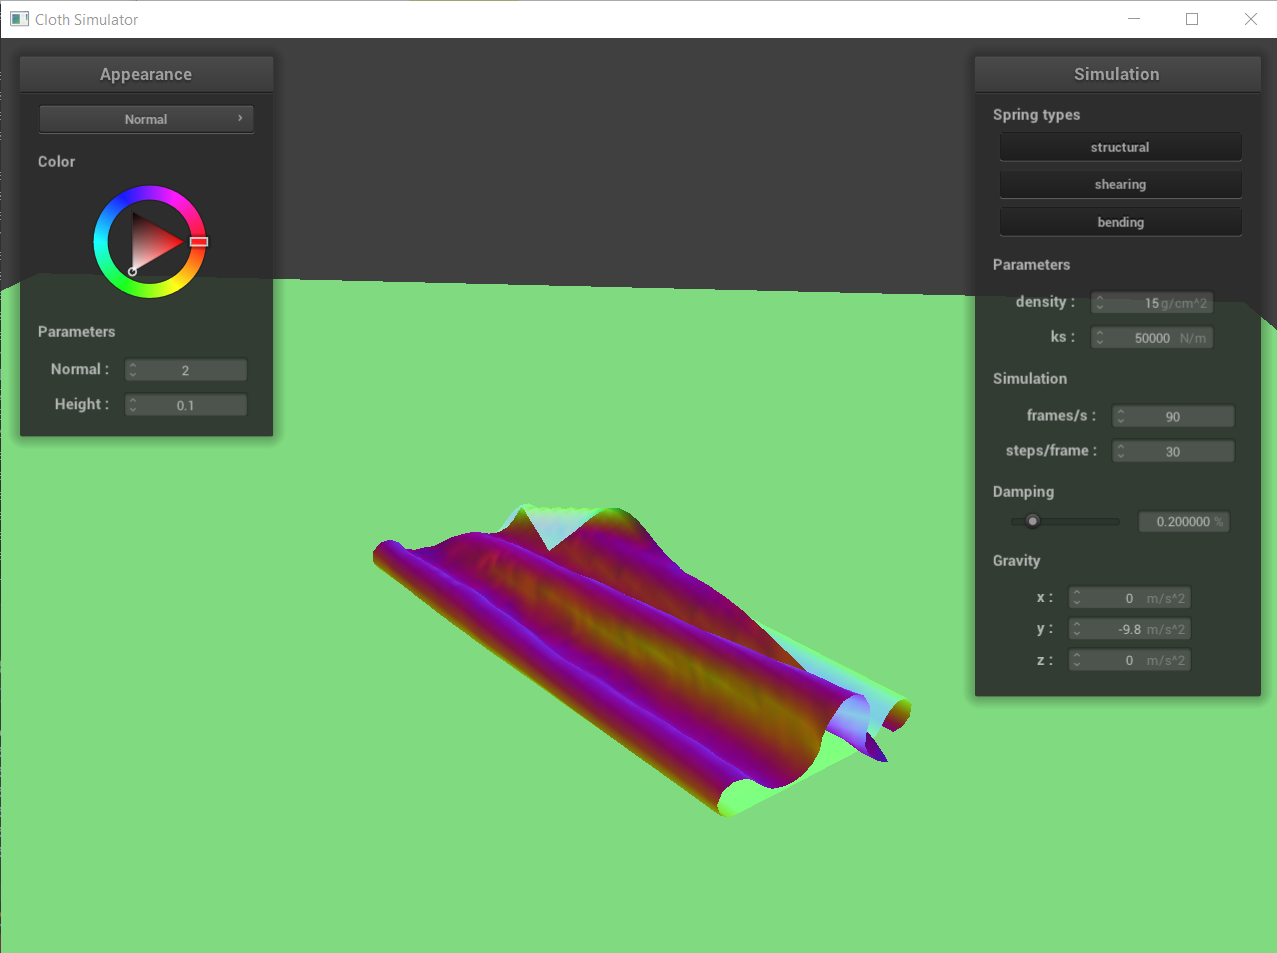 Cloth Simulator
Appearance
Normal
Color
Parameters
Normal :
2
Height :
0.1
Simulation
Spring types
structural
shearing
bending
Parameters
density :
15 g/cm^2
ks :
50000 N/m
Simulation
frames/s :
90
steps/frame :
30
Damping
0.200000 %
Gravity
x :
0 m/s^2
y :
-9.8 m/s^2
z :
0 m/s^2